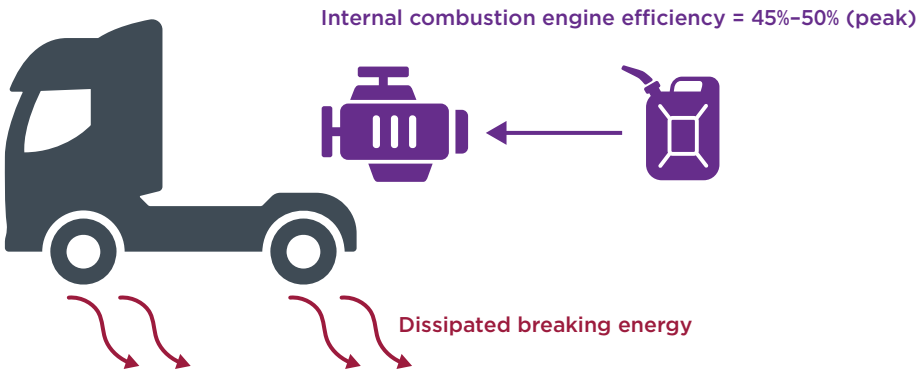 Internal combustion engine efficiency = 45%–50% (peak)
Dissipated breaking energy